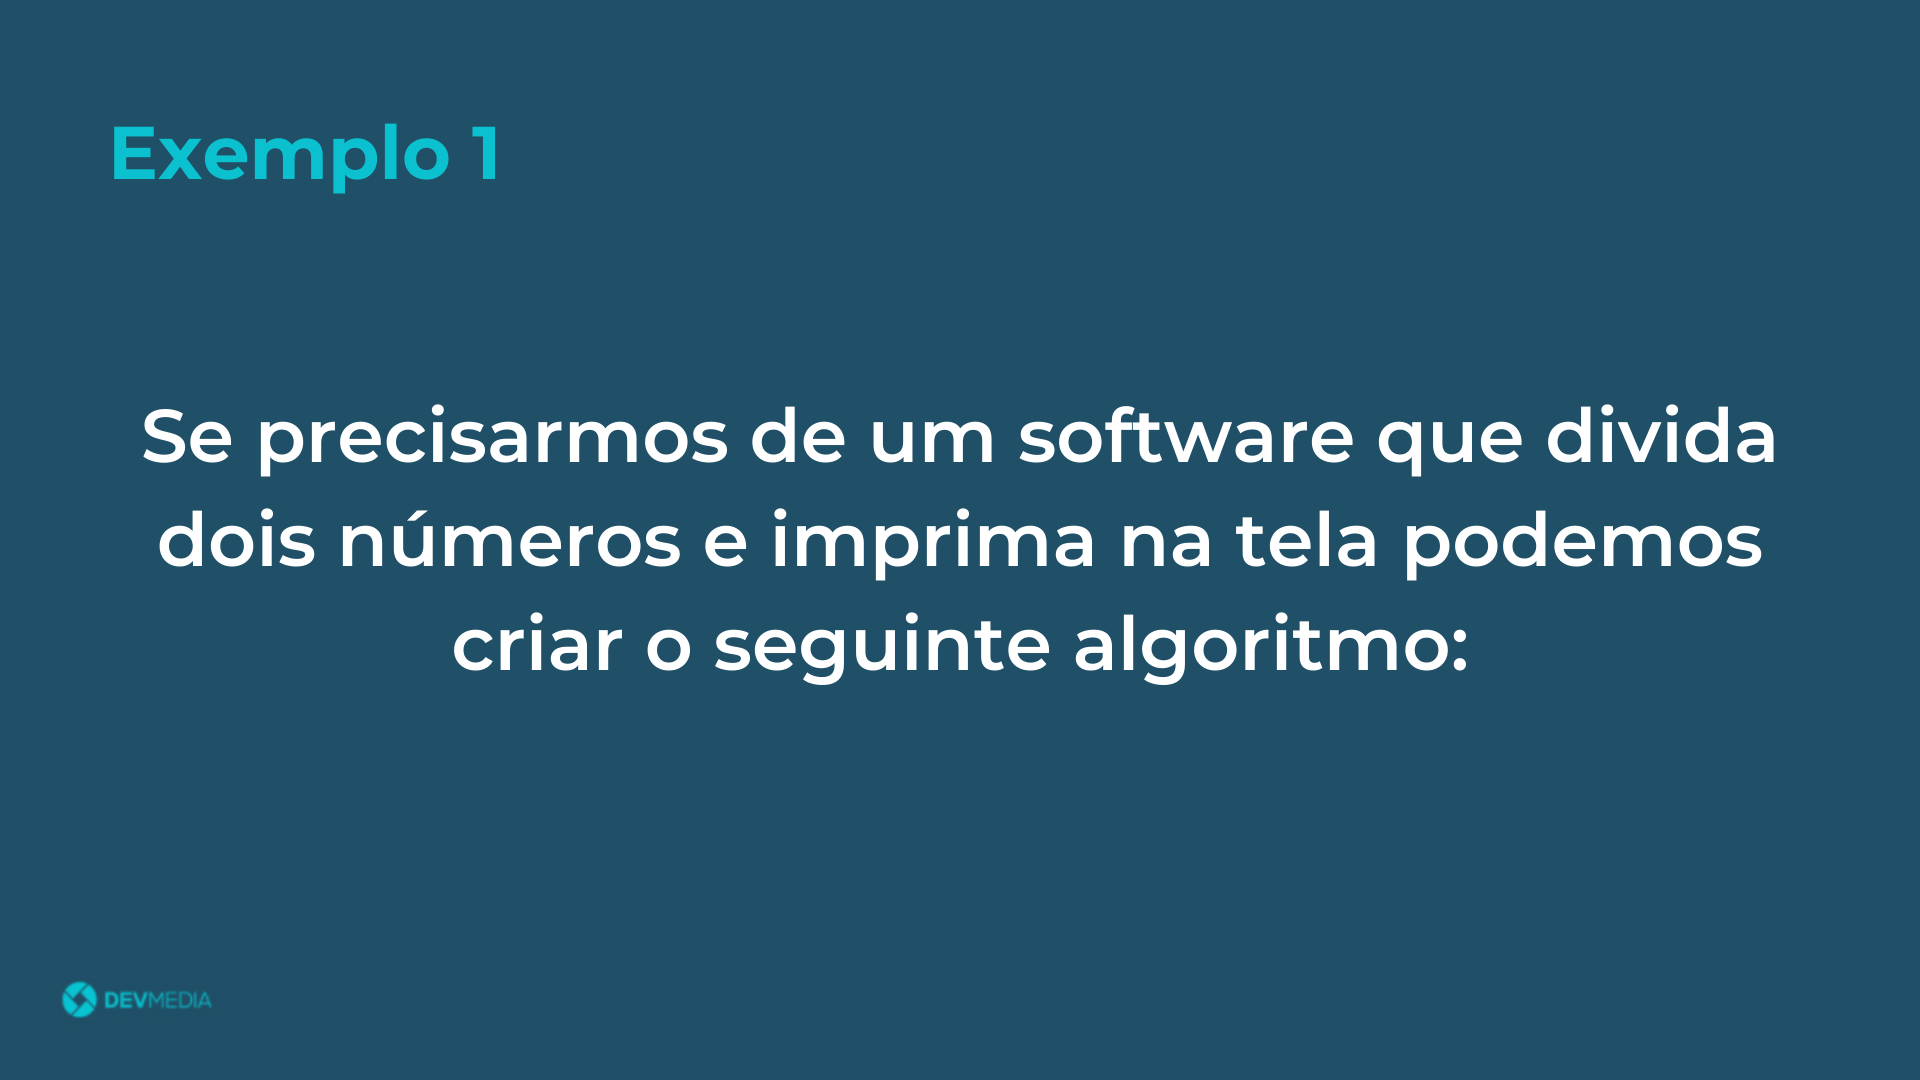 Exemplo 1
Se precisarmos de um software que divida
dois números e imprima na tela podemos
criar o seguinte algoritmo:
DEVMEDIA